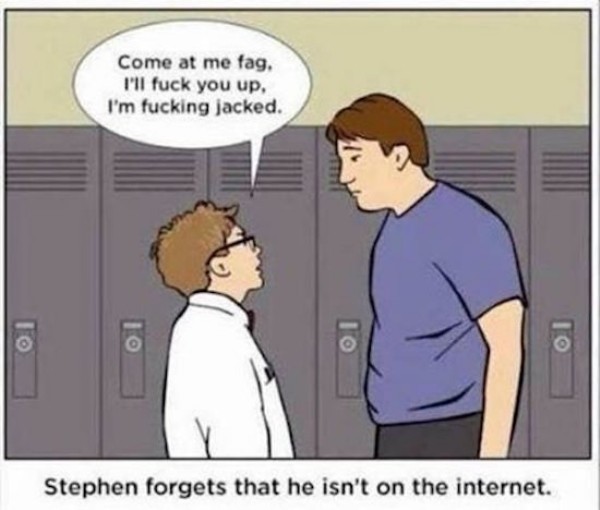 Come at me fag,
I'll fuck you up,
I'm fucking jacked.
Stephen forgets that he isn't on the internet.